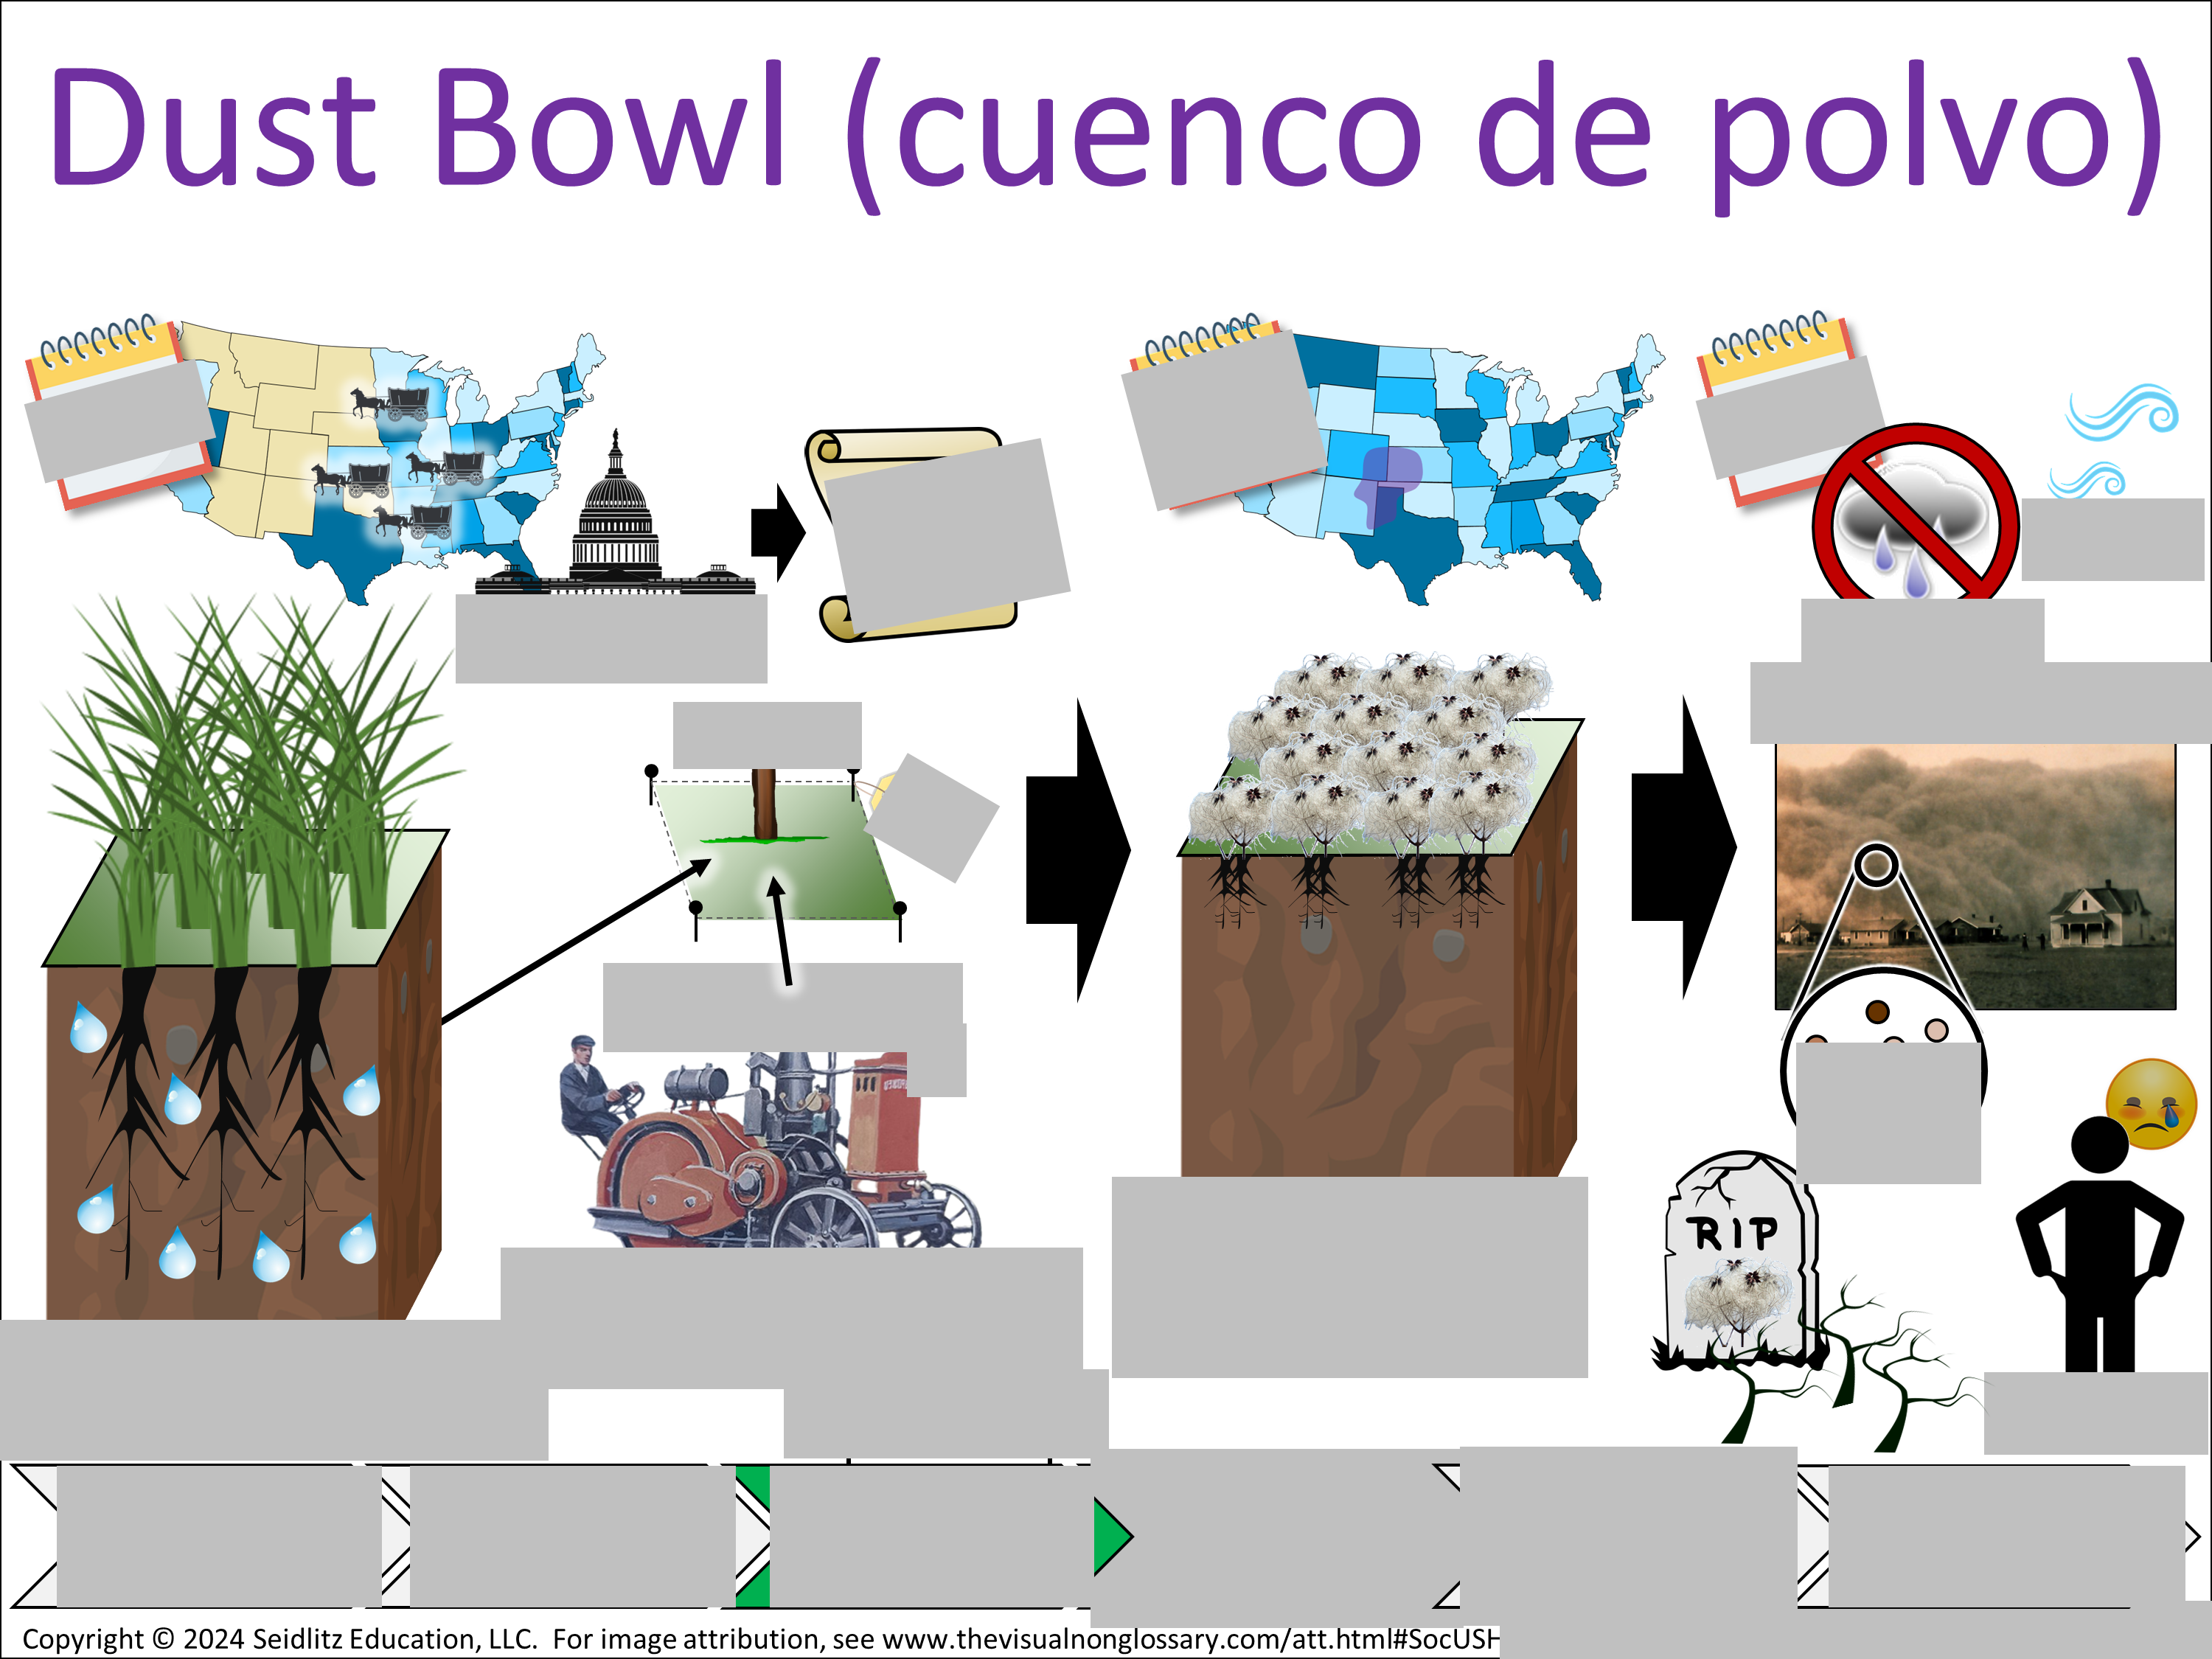 Dust Bowl (cuenco de polvo)
RIP
Copyright © 2024 Seidlitz Education, LLC.  For image attribution, see www.thevisualnonglossary.com/att.html#SocUSH